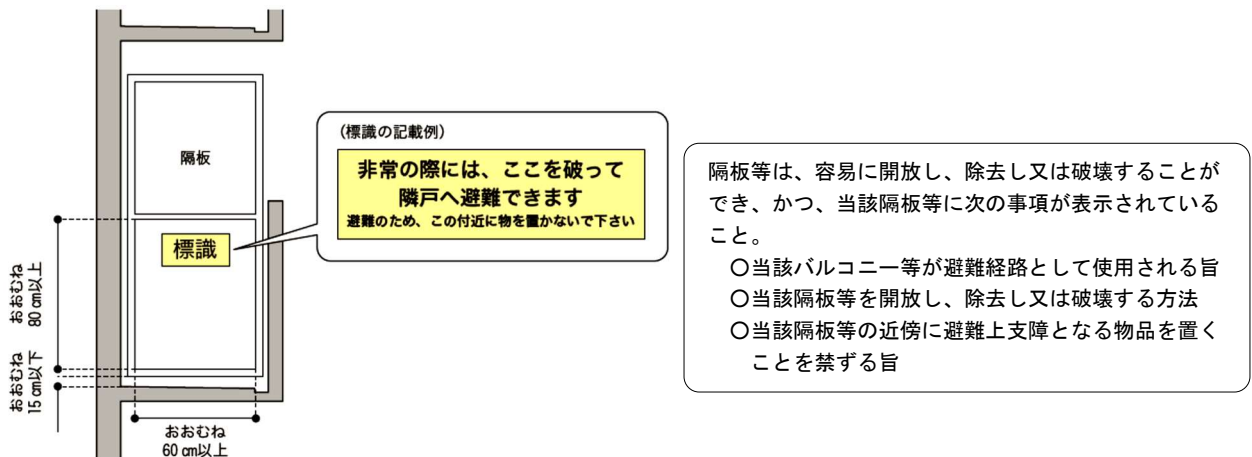 隔板
標識
おおむね
80㎝以上
おおむね
15㎝以下
おおむね
60㎝以上
(標識の記載例)
非常の際には、ここを破って
隣戸へ避難できます
避難のため、この付近に物を置かないで下さい
隔板等は、容易に開放し、除去し又は破壊することが
でき、かつ、当該隔板等に次の事項が表示されている
こと。
〇当該バルコニー等が避難経路として使用される旨
〇当該隔板等を開放し、除去し又は破壊する方法
〇当該隔板等の近傍に避難上支障となる物品を置く
ことを禁ずる旨